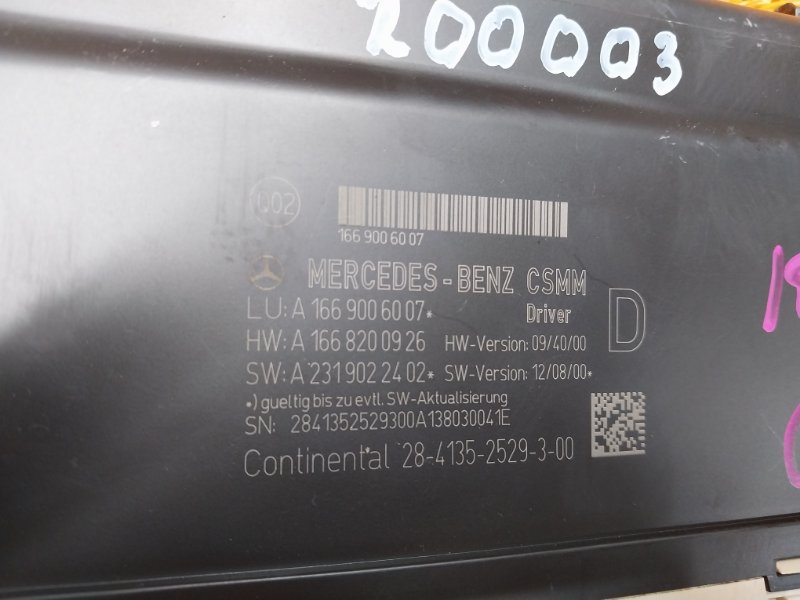 200003
Q02
166 900 60 07
MERCEDES-BENZ CSMM
LU: A 166 900 60 07* Driver
D
HW: A 166 820 09 26 HW-Version: 09/40/00
SW: A 231 902 24 02* SW-Version: 12/08/00*
*) gueltig bis zu evtl. SW-Aktualisierung
SN: 2841352529300A138030041E
Continental 28-4135-2529-3-00